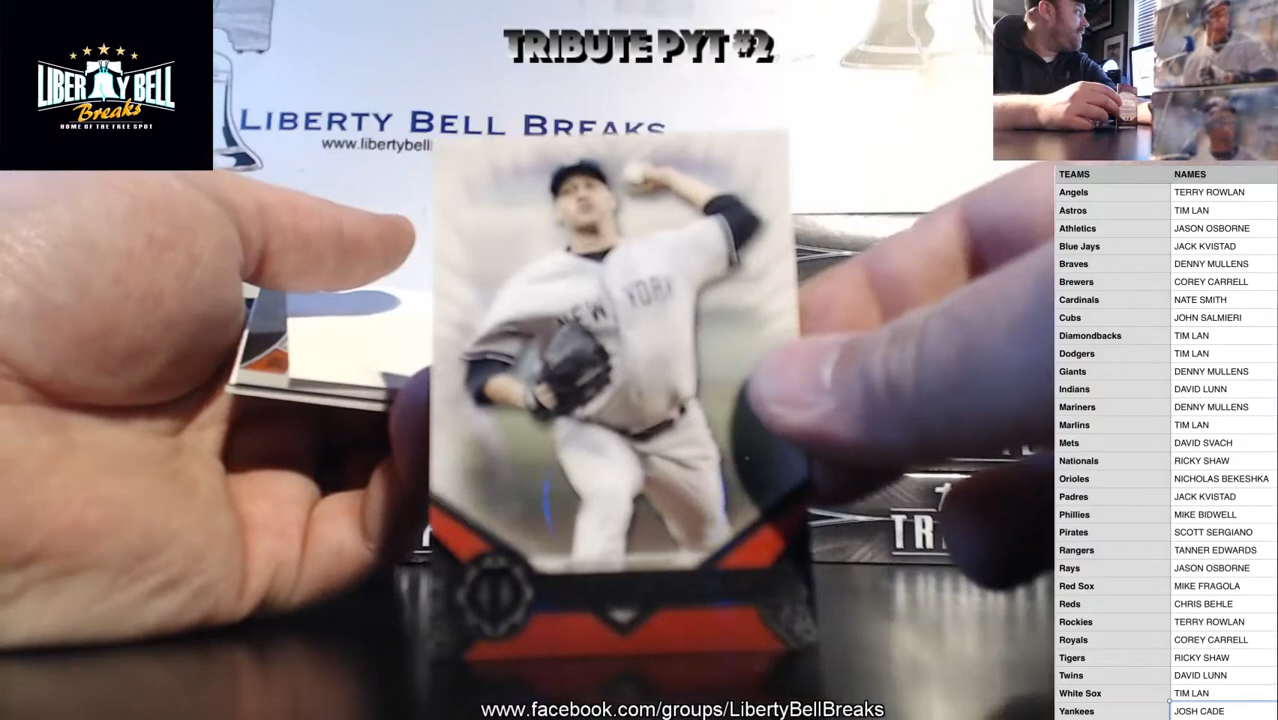 TRIBUTE PYT #2
LIBERTY BELL
Breaks
HOME OF THE FREE SPOT
LIBERTY BELL BREAKS
www.libertybell
NEW YORK
TR
TEAMS NAMES
Angels TERRY ROWLAN
Astros TIM LAN
Athletics JASON OSBORNE
Blue Jays JACK KVISTAD
Braves DENNY MULLENS
Brewers COREY CARRELL
Cardinals NATE SMITH
Cubs JOHN SALMIERI
Diamondbacks TIM LAN
Dodgers TIM LAN
Giants DENNY MULLENS
Indians DAVID LUNN
Mariners DENNY MULLENS
Marlins TIM LAN
Mets DAVID SVACH
Nationals RICKY SHAW
Orioles NICHOLAS BEKESHKA
Padres JACK KVISTAD
Phillies MIKE BIDWELL
Pirates SCOTT SERGIANO
Rangers TANNER EDWARDS
Rays JASON OSBORNE
Red Sox MIKE FRAGOLA
Reds CHRIS BEHLE
Rockies TERRY ROWLAN
Royals COREY CARRELL
Tigers RICKY SHAW
Twins DAVID LUNN
White Sox TIM LAN
Yankees JOSH CADE
www.facebook.com/groups/LibertyBellBreaks